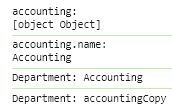 accounting:
[object Object]
accounting.name:
Accounting
Department: Accounting
Department: accountingCopy